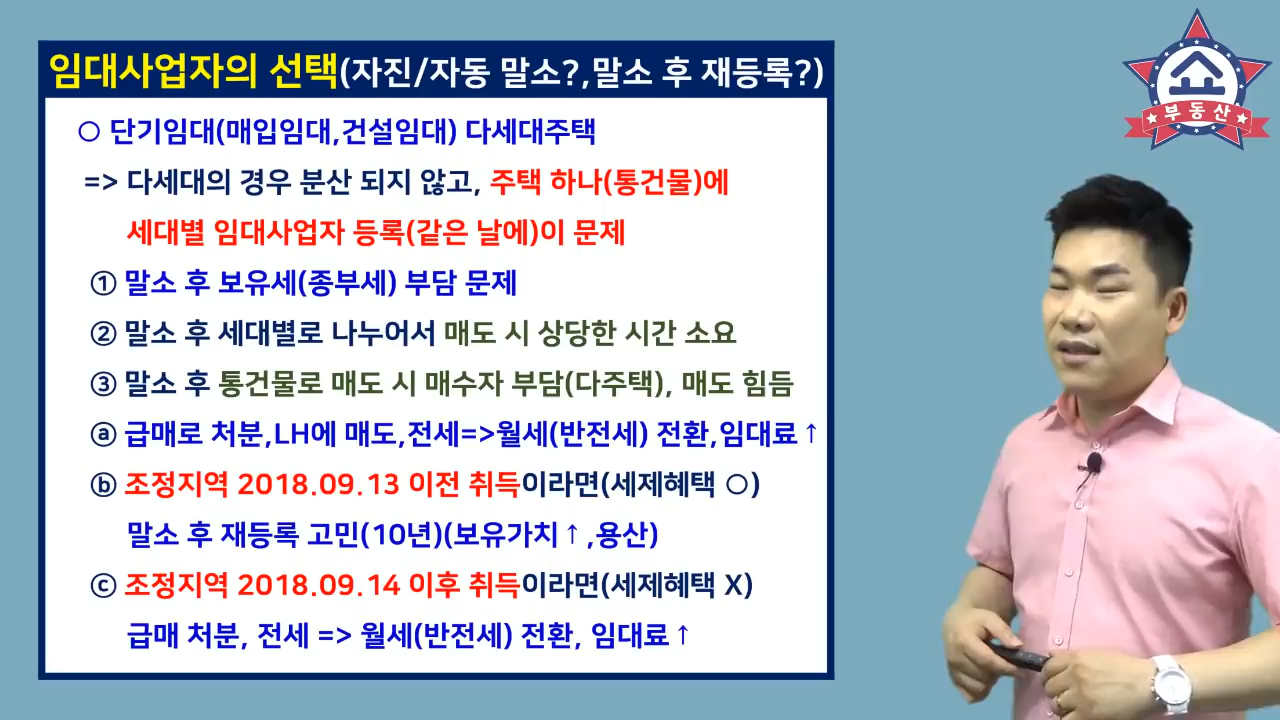 임대사업자의 선택(자진/자동 말소?,말소 후 재등록?)
○ 단기임대(매입임대,건설임대) 다세대주택
=> 다세대의 경우 분산 되지 않고, 주택 하나(통건물)에
세대별 임대사업자 등록(같은 날에)이 문제
① 말소 후 보유세(종부세) 부담 문제
② 말소 후 세대별로 나누어서 매도 시 상당한 시간 소요
③ 말소 후 통건물로 매도 시 매수자 부담(다주택), 매도 힘듬
ⓐ 급매로 처분,LH에 매도,전세=>월세(반전세) 전환,임대료↑
ⓑ 조정지역 2018.09.13 이전 취득이라면(세제혜택 ○)
말소 후 재등록 고민(10년)(보유가치↑,용산)
ⓒ 조정지역 2018.09.14 이후 취득이라면(세제혜택 X)
급매 처분, 전세 => 월세(반전세) 전환, 임대료↑
부동산